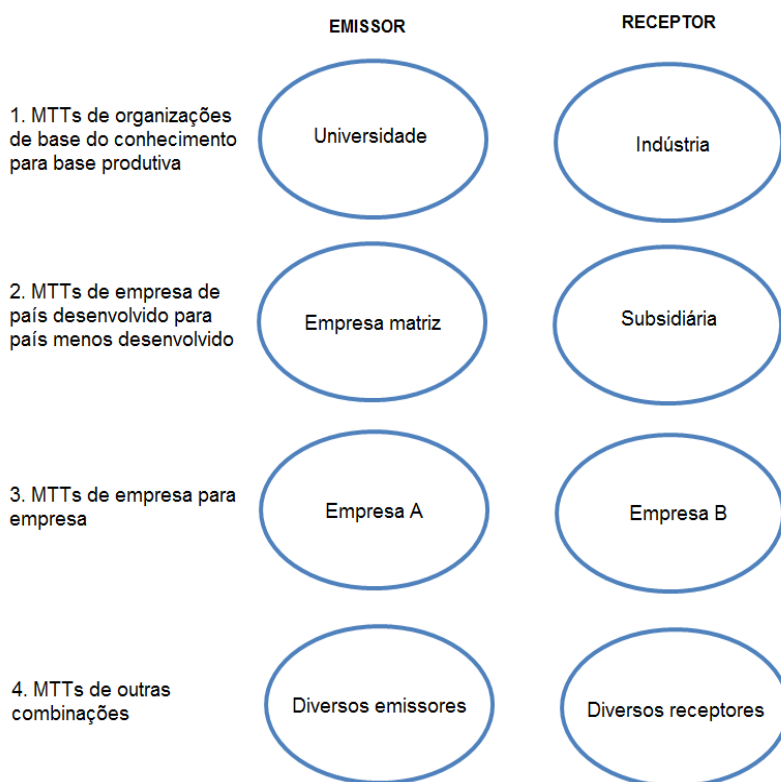 EMISSOR
RECEPTOR
1. MTTs de organizações
de base do conhecimento
para base produtiva
Universidade
Indústria
2. MTTs de empresa de
país desenvolvido para
país menos desenvolvido
Empresa matriz
Subsidiária
3. MTTs de empresa para
empresa
Empresa A
Empresa B
4. MTTs de outras
combinações
Diversos emissores
Diversos receptores